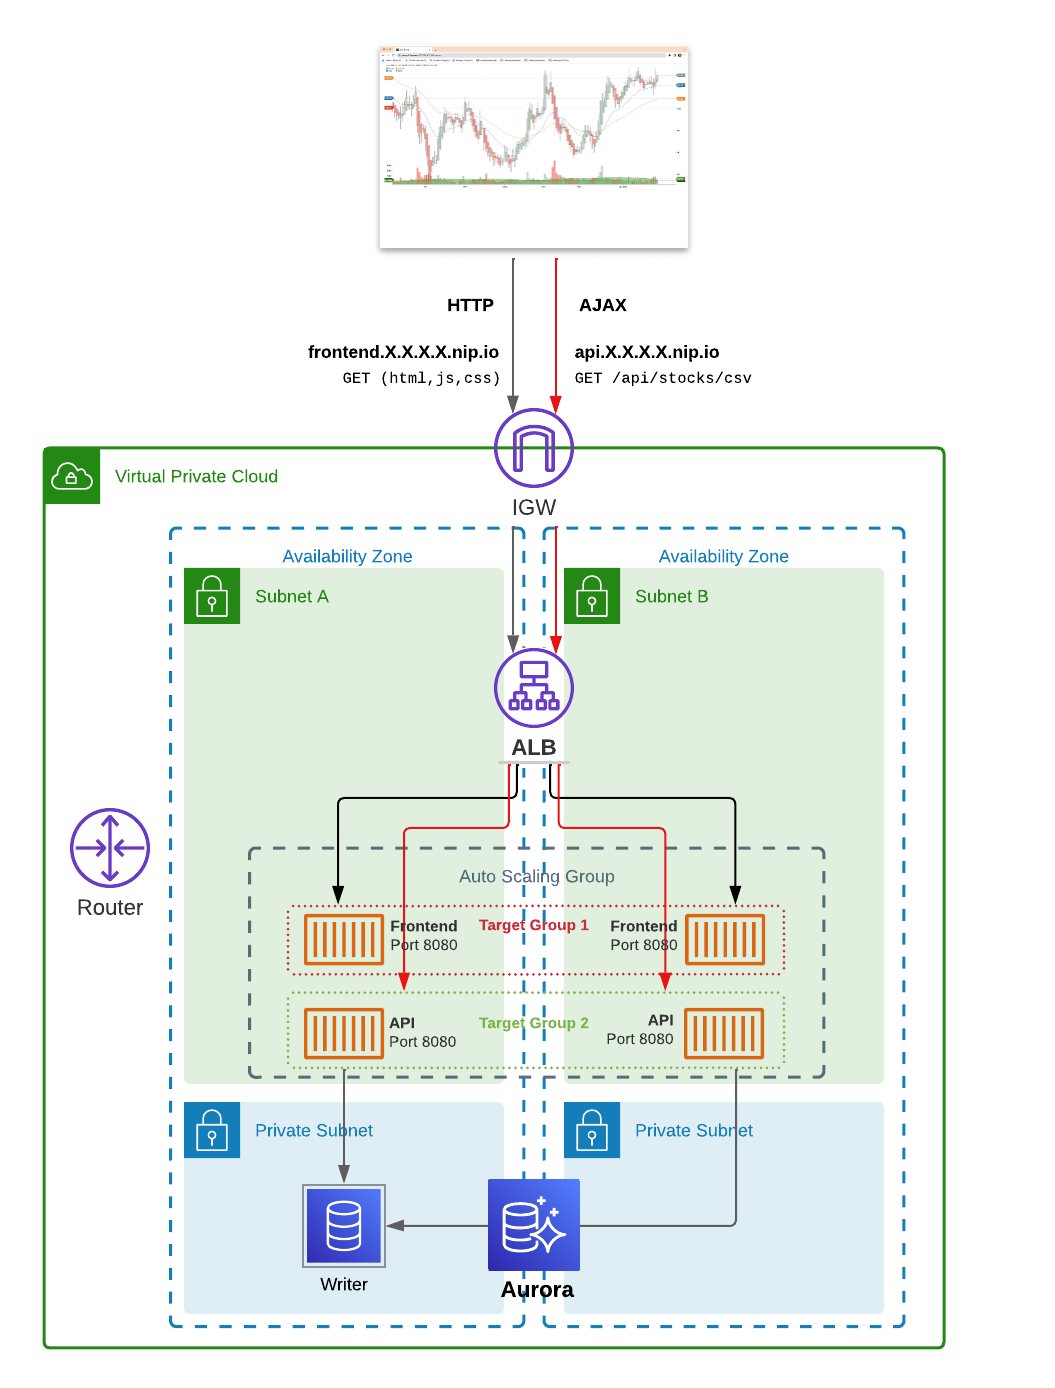 HTTP
AJAX
frontend.X.X.X.X.nip.io
api.X.X.X.X.nip.io
GET (html,js,css)
GET /api/stocks/csv
Virtual Private Cloud
IGW
Availability Zone
Availability Zone
Subnet A
Subnet B
ALB
Router
Auto Scaling Group
Frontend
Port 8080
Target Group 1
Frontend
Port 8080
API
Port 8080
Target Group 2
API
Port 8080
Private Subnet
Private Subnet
Writer
Aurora